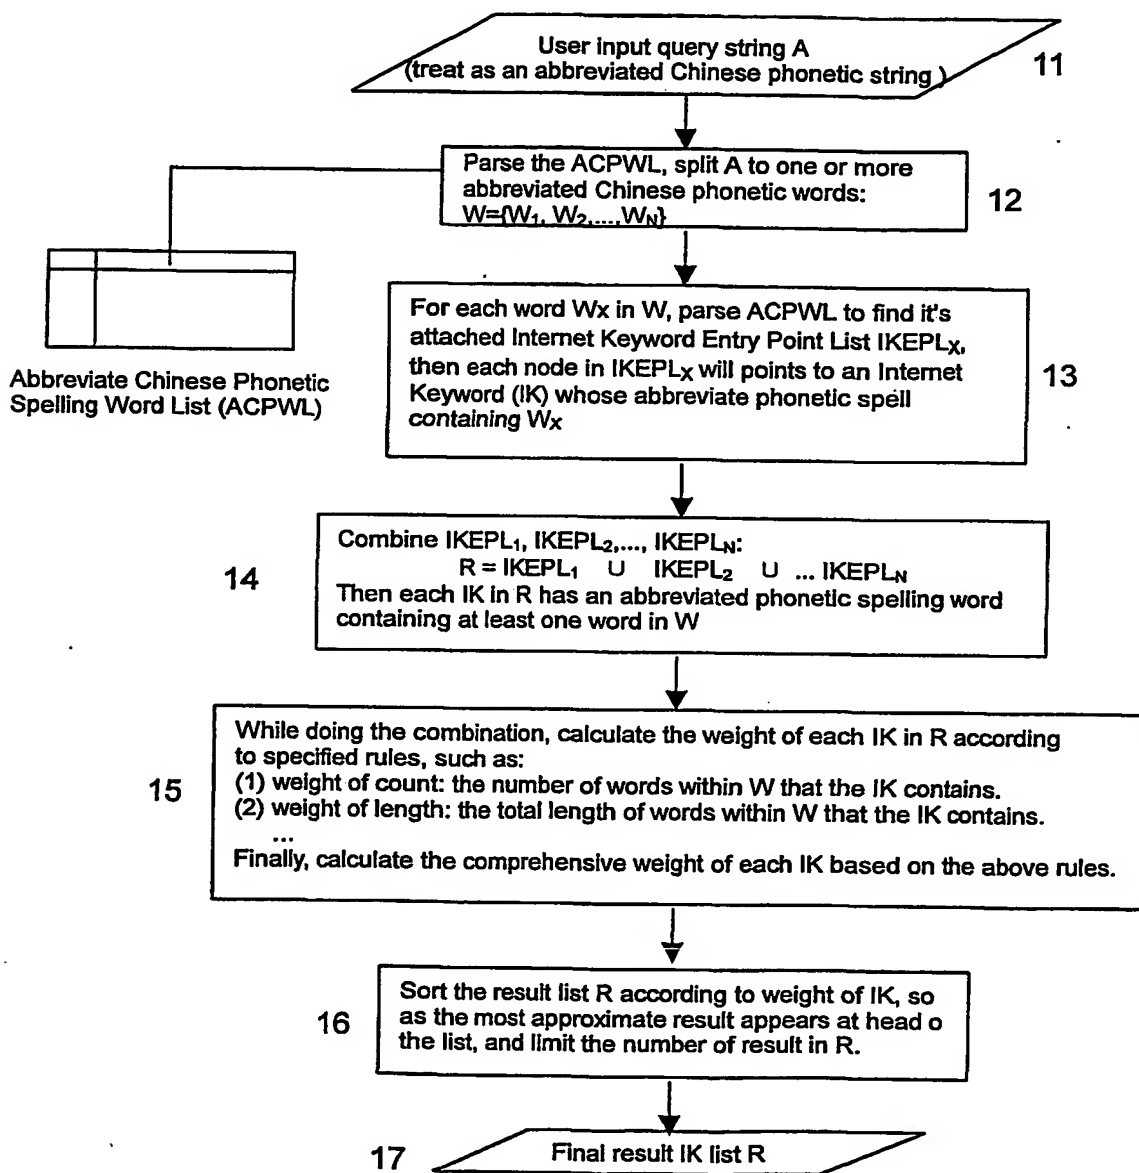 User input query string A
(treat as an abbreviated Chinese phonetic string )
11
Parse the ACPWL, split A to one or more
abbreviated Chinese phonetic words:
W={W₁, W₂,...,W_N}
12
Abbreviate Chinese Phonetic
Spelling Word List (ACPWL)
For each word Wx in W, parse ACPWL to find it's
attached Internet Keyword Entry Point List IKEPLx,
then each node in IKEPLx will points to an Internet
Keyword (IK) whose abbreviate phonetic spell
containing Wx
13
Combine IKEPL₁, IKEPL₂,..., IKEPL_N:
R = IKEPL₁ U IKEPL₂ U ... IKEPL_N
Then each IK in R has an abbreviated phonetic spelling word
containing at least one word in W
14
While doing the combination, calculate the weight of each IK in R according
to specified rules, such as:
(1) weight of count: the number of words within W that the IK contains.
(2) weight of length: the total length of words within W that the IK contains.
...
Finally, calculate the comprehensive weight of each IK based on the above rules.
15
Sort the result list R according to weight of IK, so
as the most approximate result appears at head o
the list, and limit the number of result in R.
16
Final result IK list R
17